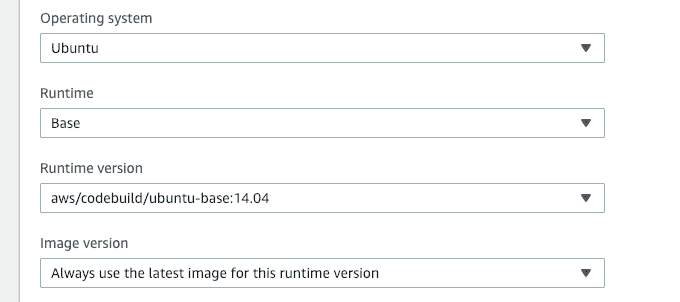 Operating system
Ubuntu
Runtime
Base
Runtime version
aws/codebuild/ubuntu-base:14.04
Image version
Always use the latest image for this runtime version